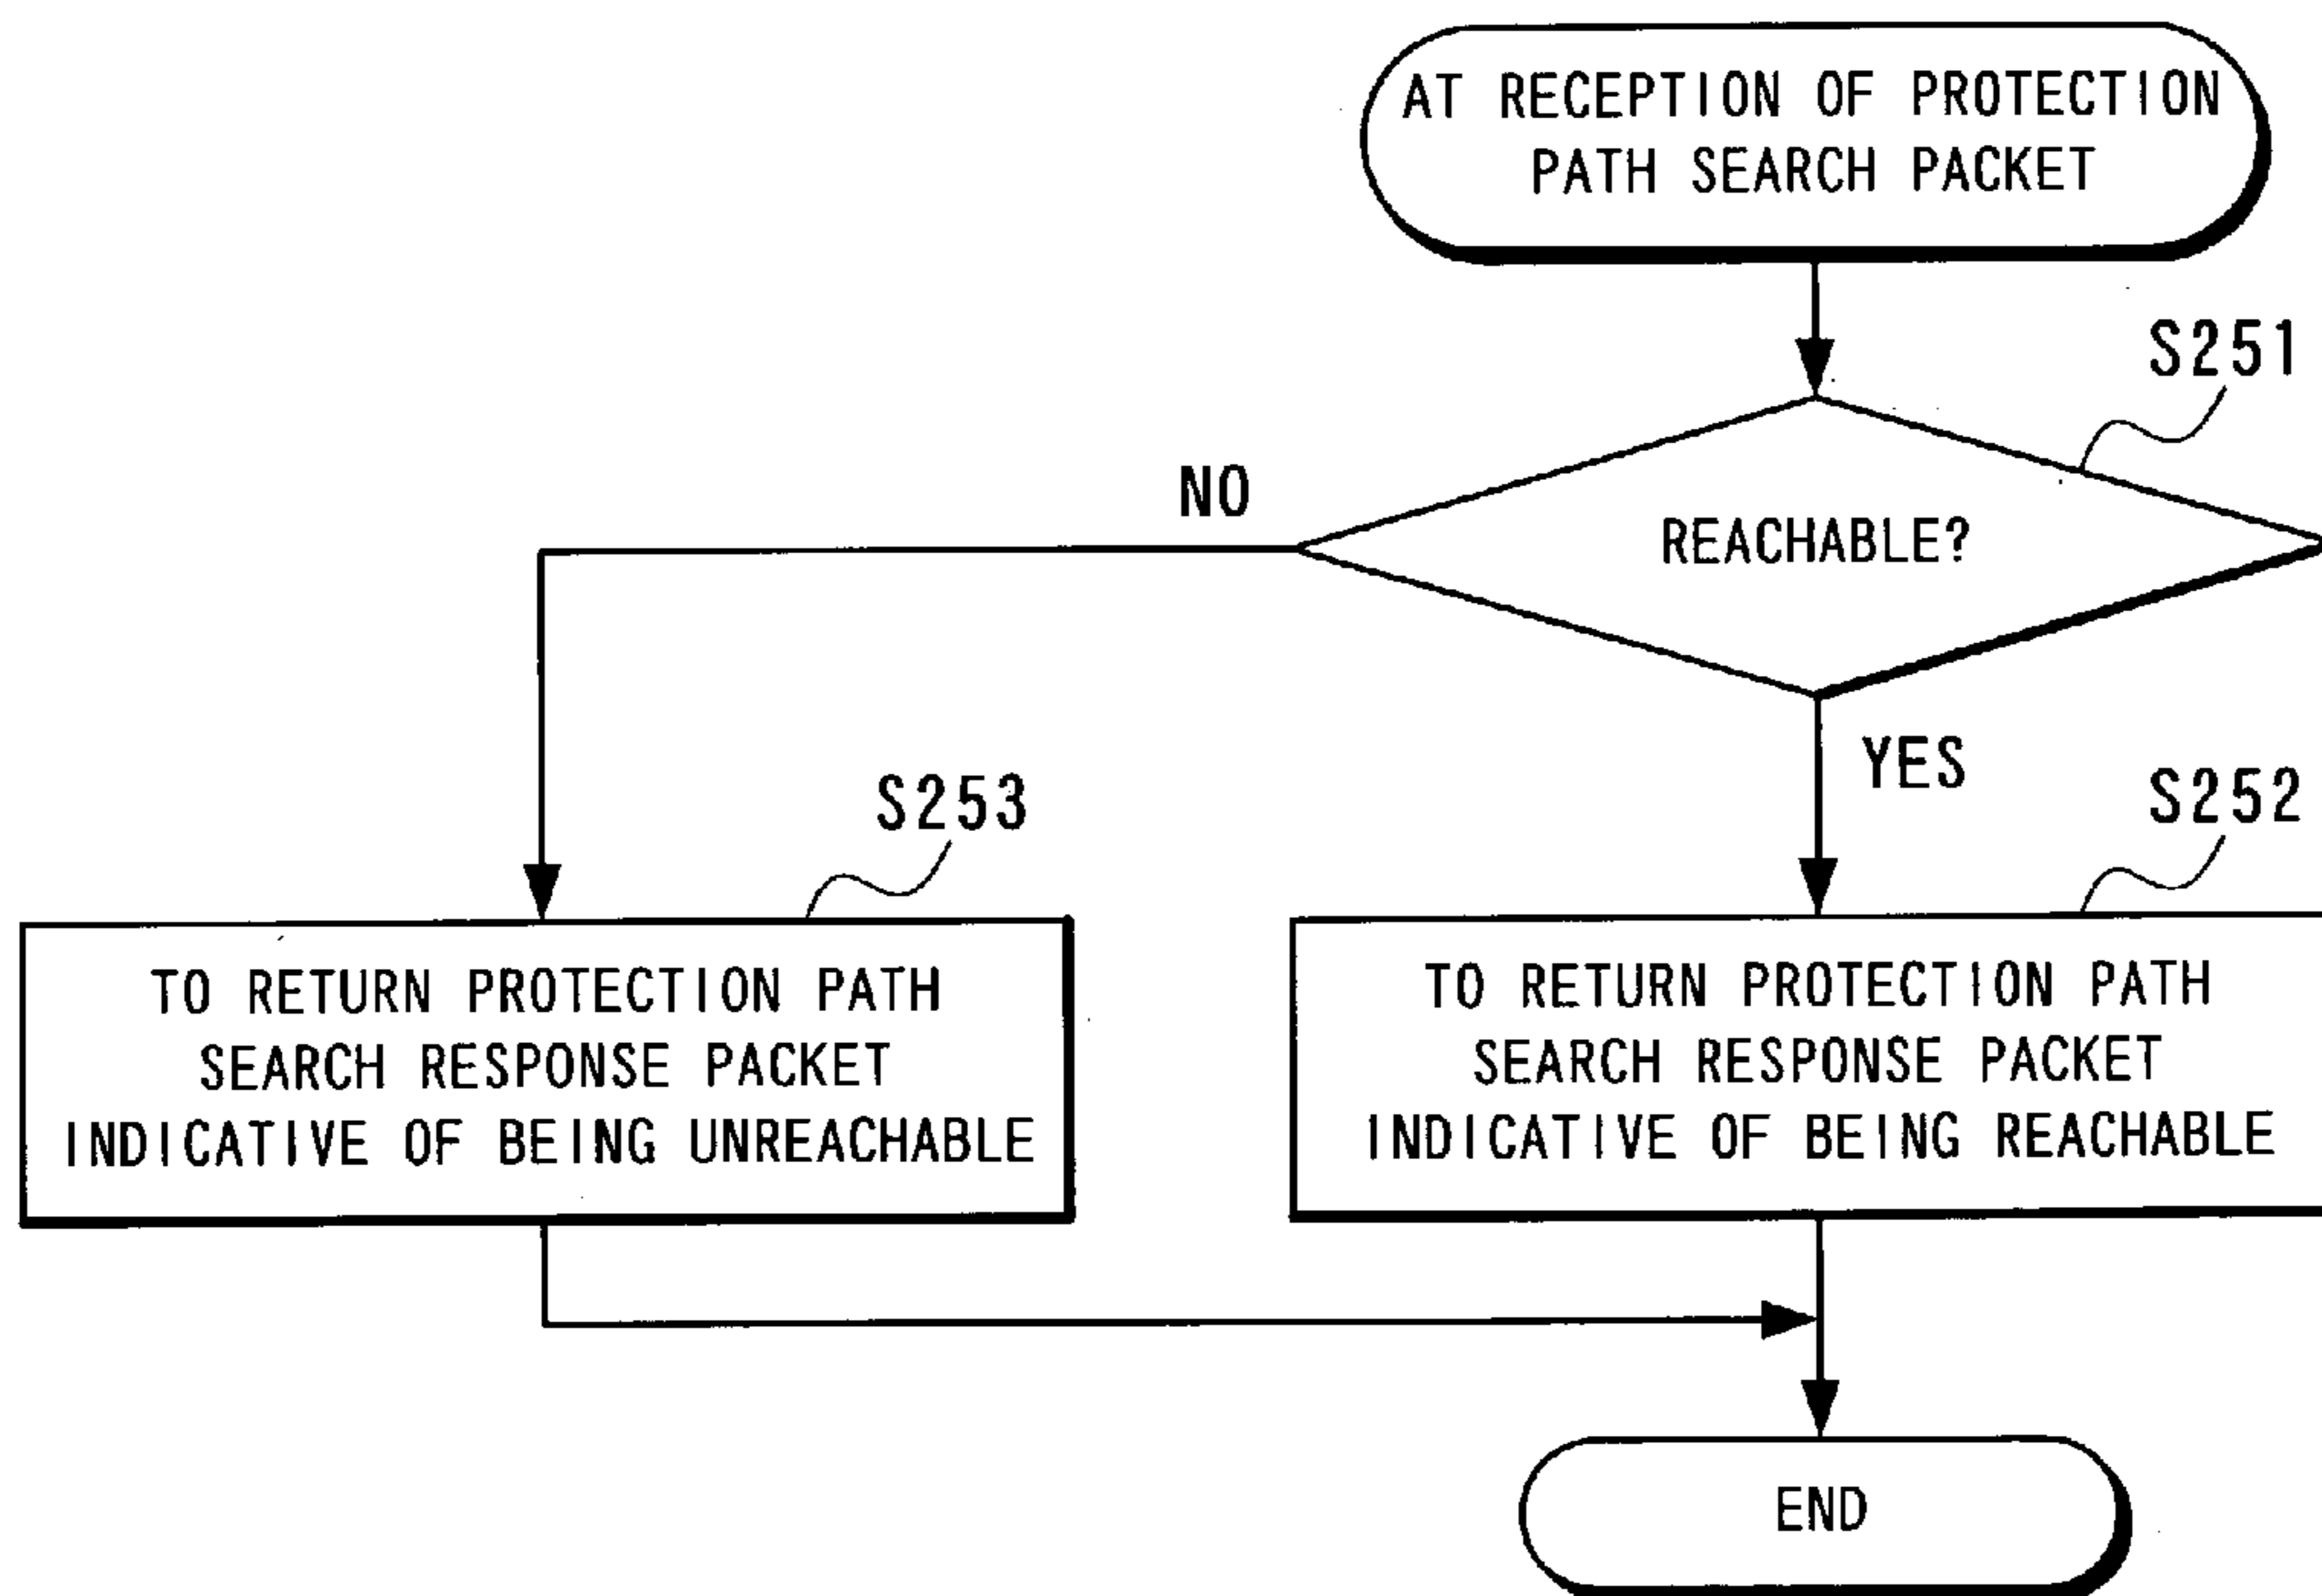 AT RECEPTION OF PROTECTION
PATH SEARCH PACKET
S251
NO
REACHABLE?
YES
S253
S252
TO RETURN PROTECTION PATH
SEARCH RESPONSE PACKET
INDICATIVE OF BEING UNREACHABLE
TO RETURN PROTECTION PATH
SEARCH RESPONSE PACKET
INDICATIVE OF BEING REACHABLE
END